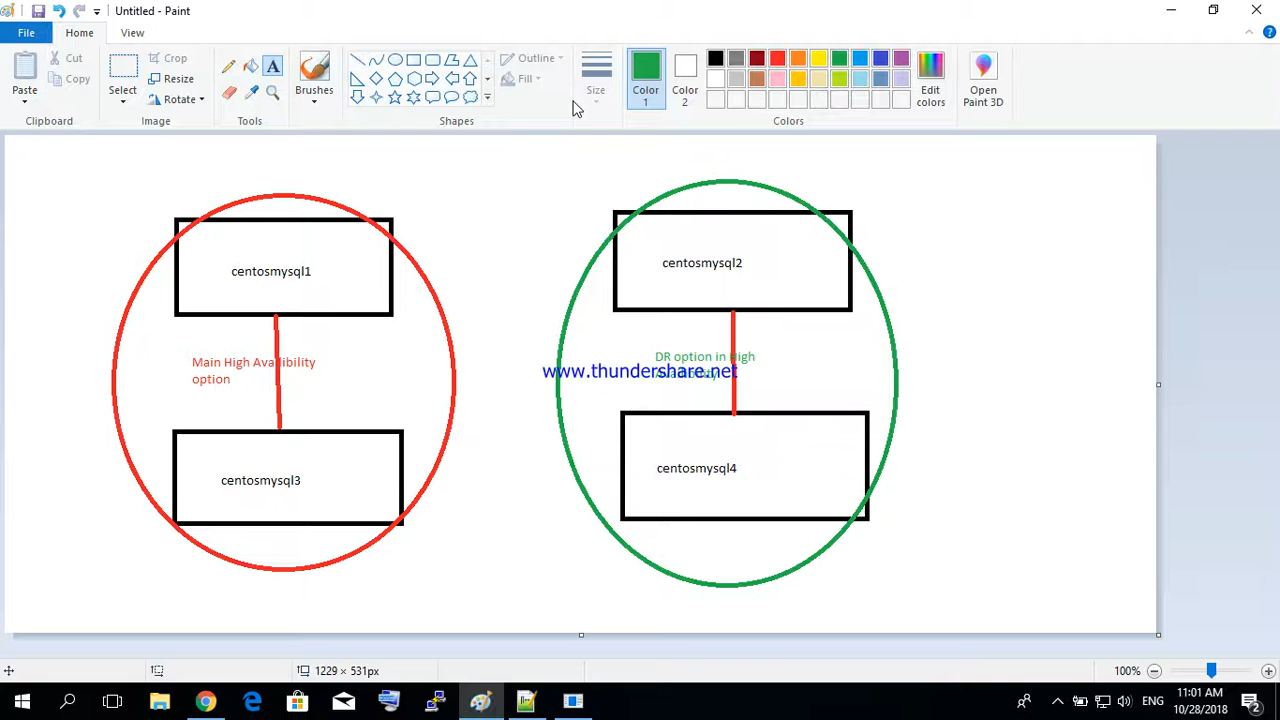 Untitled - Paint
File
Home
View
Paste
Cut
Copy
Clipboard
Select
Crop
Resize
Rotate
Image
Tools
Brushes
Shapes
Outline
Fill
Size
Color 1
Color 2
Edit colors
Open Paint 3D
Colors
centosmysql1
centosmysql2
Main High Avadibility
option
DR option in High
www.thundershare.net
centosmysql3
centosmysql4
1229 × 531px
100%
ENG
11:01 AM
10/28/2018
2